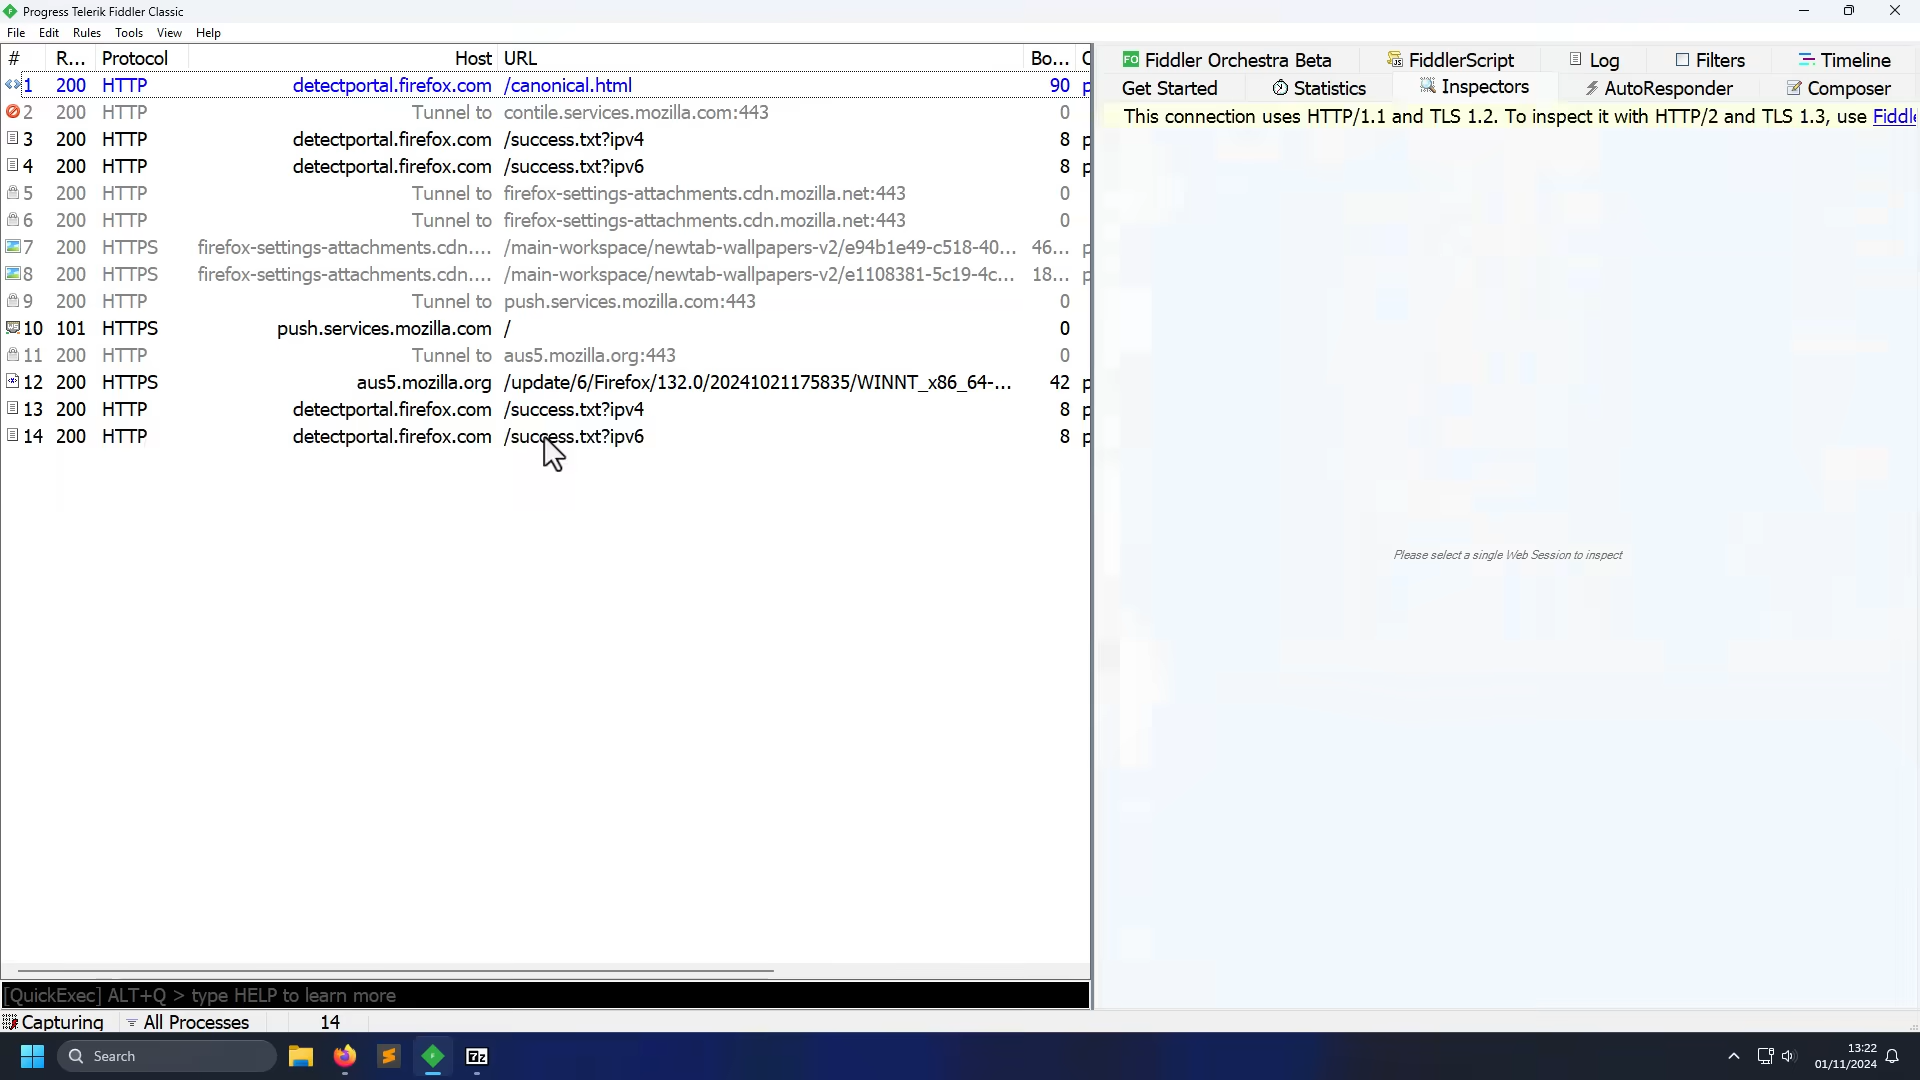 Progress Telerik Fiddler Classic
File Edit Rules Tools View Help
# R... Protocol Host URL Bo...
1 200 HTTP detectportal.firefox.com /canonical.html 90
2 200 HTTP Tunnel to contile.services.mozilla.com:443 0
3 200 HTTP detectportal.firefox.com /success.txt?ipv4 8
4 200 HTTP detectportal.firefox.com /success.txt?ipv6 8
5 200 HTTP Tunnel to firefox-settings-attachments.cdn.mozilla.net:443 0
6 200 HTTP Tunnel to firefox-settings-attachments.cdn.mozilla.net:443 0
7 200 HTTPS firefox-settings-attachments.cdn.... /main-workspace/newtab-wallpapers-v2/e94b1e49-c518-40... 46...
8 200 HTTPS firefox-settings-attachments.cdn.... /main-workspace/newtab-wallpapers-v2/e1108381-5c19-4c... 18...
9 200 HTTP Tunnel to push.services.mozilla.com:443 0
10 101 HTTPS push.services.mozilla.com / 0
11 200 HTTP Tunnel to aus5.mozilla.org:443 0
12 200 HTTPS aus5.mozilla.org /update/6/Firefox/132.0/20241021175835/WINNT_x86_64-... 42
13 200 HTTP detectportal.firefox.com /success.txt?ipv4 8
14 200 HTTP detectportal.firefox.com /success.txt?ipv6 8
FO Fiddler Orchestra Beta FiddlerScript Log Filters Timeline
Get Started Statistics Inspectors AutoResponder Composer
This connection uses HTTP/1.1 and TLS 1.2. To inspect it with HTTP/2 and TLS 1.3, use Fiddle
Please select a single Web Session to inspect
[QuickExec] ALT+Q > type HELP to learn more
Capturing All Processes 14
Search 7z 13:22
01/11/2024